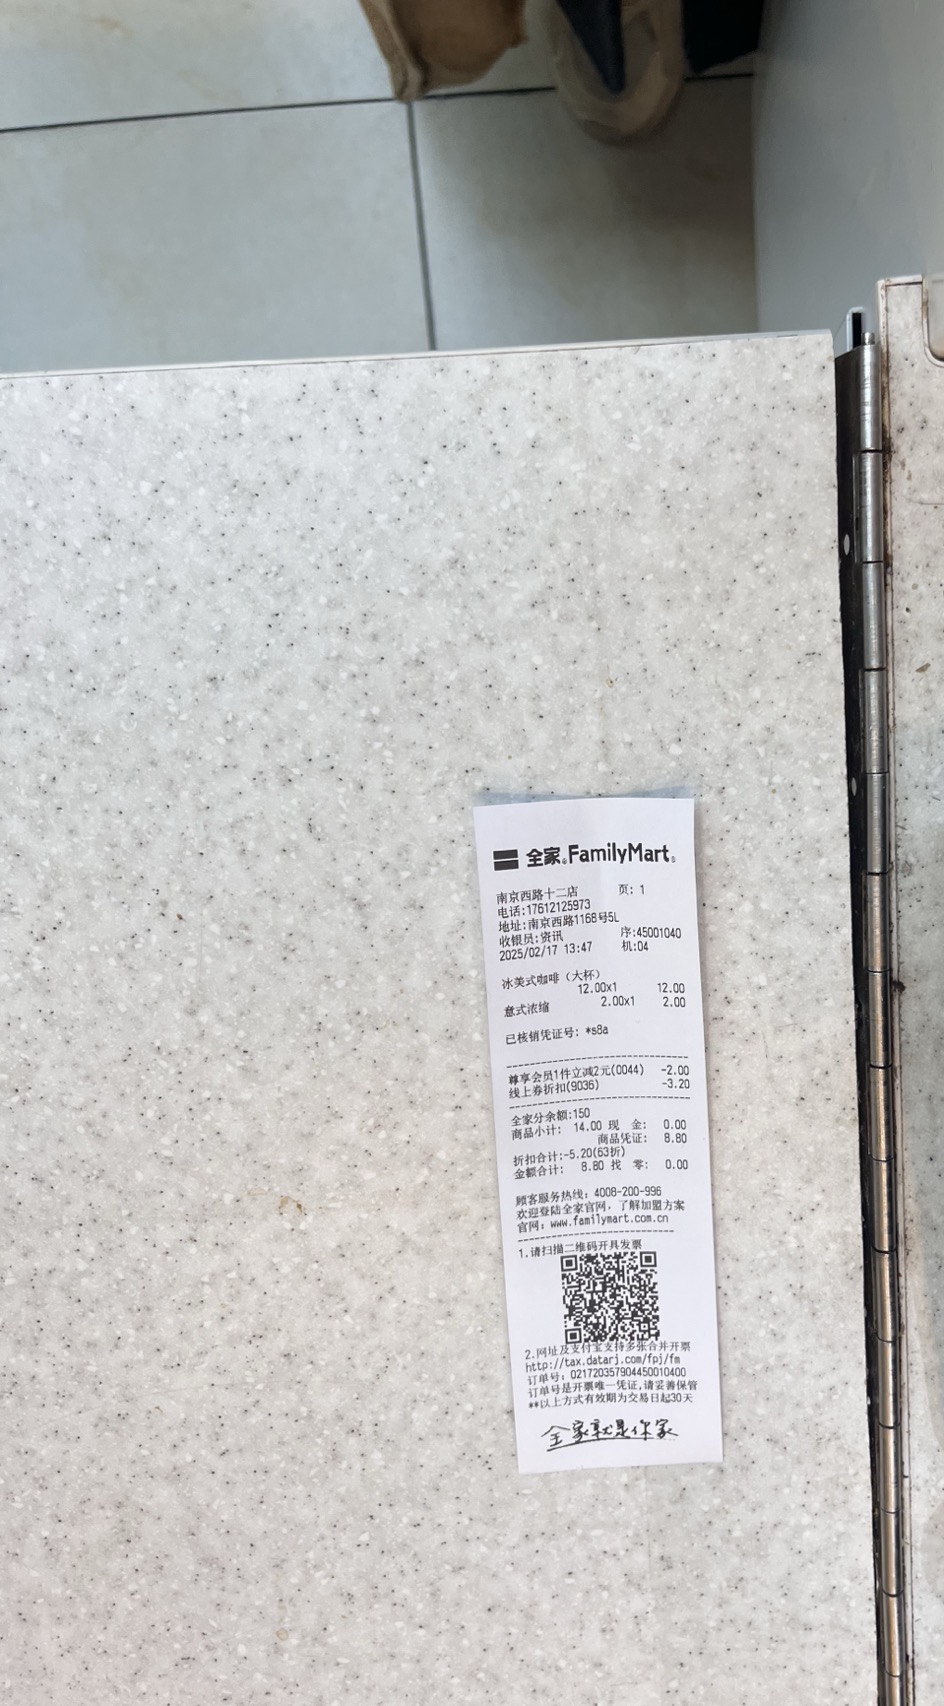 全家®FamilyMart®
南京西路十二店 页: 1
电话:17612125973
地址:南京西路1168号5L
收银员:资讯 序:45001040
2025/02/17 13:47 机:04
冰美式咖啡（大杯）
12.00x1 12.00
意式浓缩 2.00x1 2.00
已核销凭证号: *s8a
尊享会员1件立减2元(0044) -2.00
线上券折扣(9036) -3.20
全家分余额:150
商品小计: 14.00 现 金: 0.00
商品凭证: 8.80
折扣合计:-5.20(63折)
金额合计: 8.80 找 零: 0.00
顾客服务热线: 4008-200-996
欢迎登陆全家官网，了解加盟方案
官网: www.familymart.com.cn
1.请扫描二维码开具发票
2.网址及支付宝支持多张合并开票
http://tax.datarj.com/fpj/fm
订单号: 021720357904450010400
订单号是开票唯一凭证,请妥善保管
**以上方式有效期为交易日起30天
全家就是你家